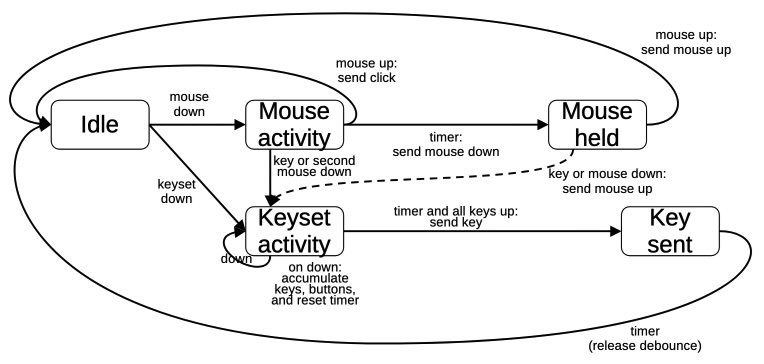 mouse up:
send mouse up
mouse up:
send click
mouse
down
Idle
Mouse
activity
Mouse
held
timer:
send mouse down
key or second
mouse down
key or mouse down:
send mouse up
keyset
down
Keyset
activity
timer and all keys up:
send key
Key
sent
down
on down:
accumulate
keys, buttons,
and reset timer
timer
(release debounce)